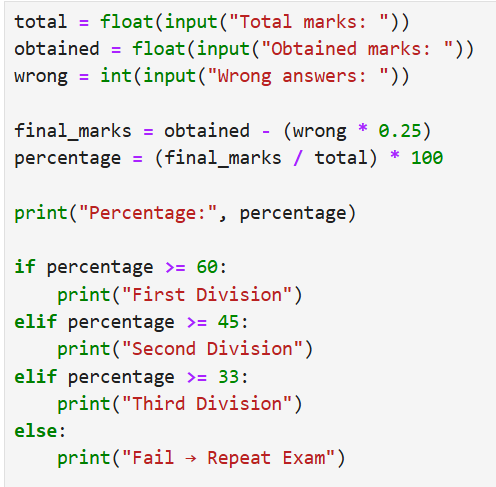 total = float(input("Total marks: "))
obtained = float(input("Obtained marks: "))
wrong = int(input("Wrong answers: "))

final_marks = obtained - (wrong * 0.25)
percentage = (final_marks / total) * 100

print("Percentage:", percentage)

if percentage >= 60:
    print("First Division")
elif percentage >= 45:
    print("Second Division")
elif percentage >= 33:
    print("Third Division")
else:
    print("Fail → Repeat Exam")